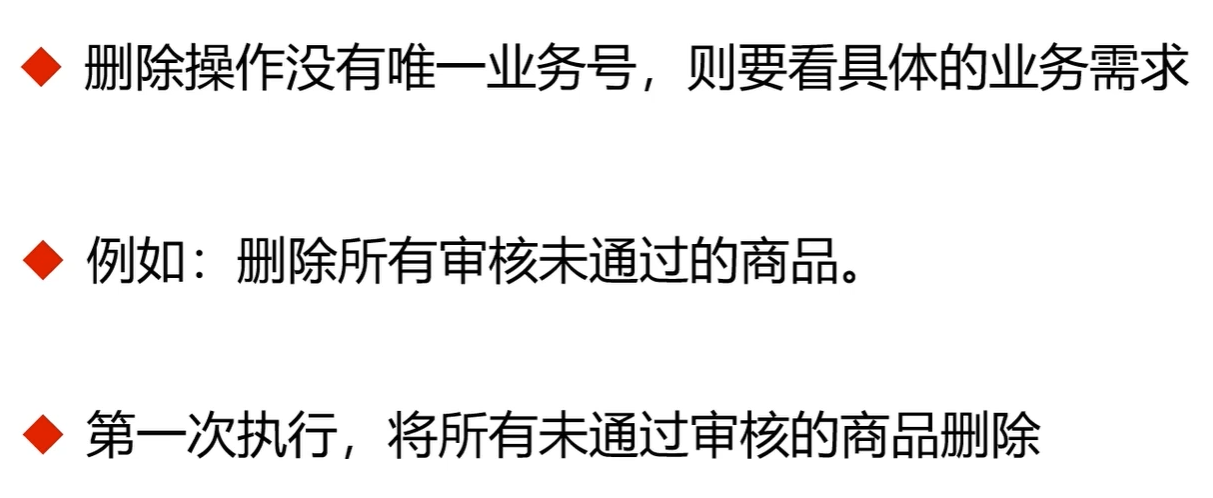 删除操作没有唯一业务号，则要看具体的业务需求
例如：删除所有审核未通过的商品。
第一次执行，将所有未通过审核的商品删除